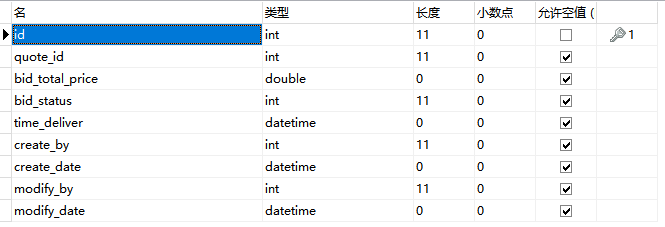 名 类型 长度 小数点 允许空值 (
id int 11 0 1
quote_id int 11 0
bid_total_price double 0 0
bid_status int 11 0
time_deliver datetime 0 0
create_by int 11 0
create_date datetime 0 0
modify_by int 11 0
modify_date datetime 0 0